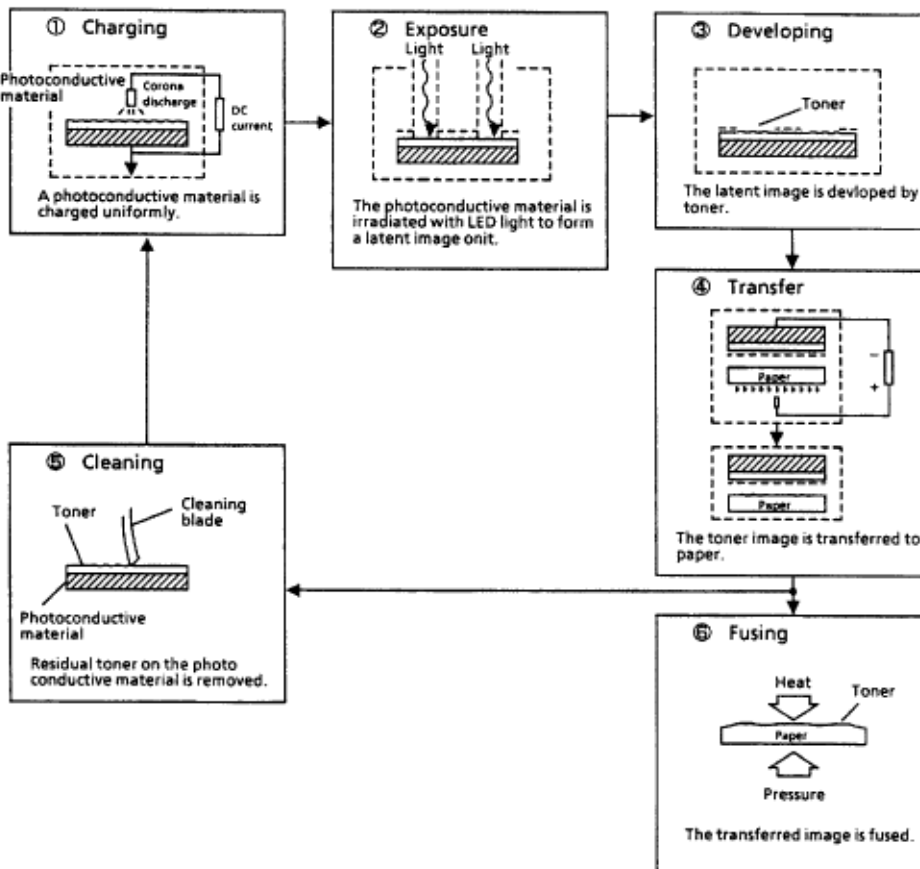 ① Charging
Photoconductive
material
Corona
discharge
DC
current
A photoconductive material is
charged uniformly.
② Exposure
Light Light
The photoconductive material is
irradiated with LED light to form
a latent image onit.
③ Developing
Toner
The latent image is devloped by
toner.
④ Transfer
Paper
−
+
Paper
The toner image is transferred to
paper.
⑤ Cleaning
Toner
Cleaning
blade
Photoconductive
material
Residual toner on the photo
conductive material is removed.
⑥ Fusing
Heat
Toner
Paper
Pressure
The transferred image is fused.